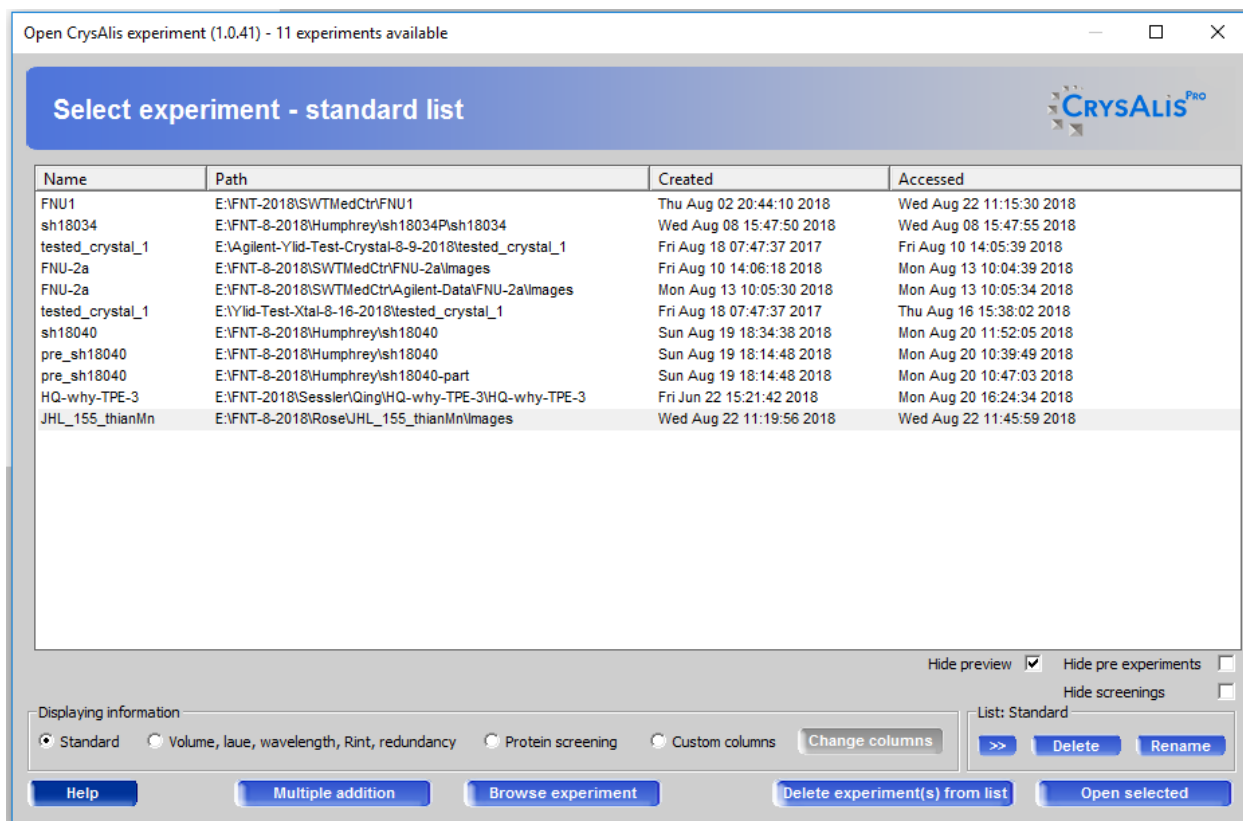 Open CrysAlis experiment (1.0.41) - 11 experiments available
Select experiment - standard list
CRYSALIS PRO
Name Path Created Accessed
FNU1 E:\FNT-2018\SWTMedCtr\FNU1 Thu Aug 02 20:44:10 2018 Wed Aug 22 11:15:30 2018
sh18034 E:\FNT-8-2018\Humphrey\sh18034P\sh18034 Wed Aug 08 15:47:50 2018 Wed Aug 08 15:47:55 2018
tested_crystal_1 E:\Agilent-Ylid-Test-Crystal-8-9-2018\tested_crystal_1 Fri Aug 18 07:47:37 2017 Fri Aug 10 14:05:39 2018
FNU-2a E:\FNT-8-2018\SWTMedCtr\FNU-2a\Images Fri Aug 10 14:06:18 2018 Mon Aug 13 10:04:39 2018
FNU-2a E:\FNT-8-2018\SWTMedCtr\Agilent-Data\FNU-2a\Images Mon Aug 13 10:05:30 2018 Mon Aug 13 10:05:34 2018
tested_crystal_1 E:\Ylid-Test-Xtal-8-16-2018\tested_crystal_1 Fri Aug 18 07:47:37 2017 Thu Aug 16 15:38:02 2018
sh18040 E:\FNT-8-2018\Humphrey\sh18040 Sun Aug 19 18:34:38 2018 Mon Aug 20 11:52:05 2018
pre_sh18040 E:\FNT-8-2018\Humphrey\sh18040 Sun Aug 19 18:14:48 2018 Mon Aug 20 10:39:49 2018
pre_sh18040 E:\FNT-8-2018\Humphrey\sh18040-part Sun Aug 19 18:14:48 2018 Mon Aug 20 10:47:03 2018
HQ-why-TPE-3 E:\FNT-2018\Sessler\Qing\HQ-why-TPE-3\HQ-why-TPE-3 Fri Jun 22 15:21:42 2018 Mon Aug 20 16:24:34 2018
JHL_155_thianMn E:\FNT-8-2018\Rose\JHL_155_thianMn\Images Wed Aug 22 11:19:56 2018 Wed Aug 22 11:45:59 2018
Hide preview Hide pre experiments
Hide screenings
Displaying information List: Standard
Standard Volume, laue, wavelength, Rint, redundancy Protein screening Custom columns Change columns >> Delete Rename
Help Multiple addition Browse experiment Delete experiment(s) from list Open selected